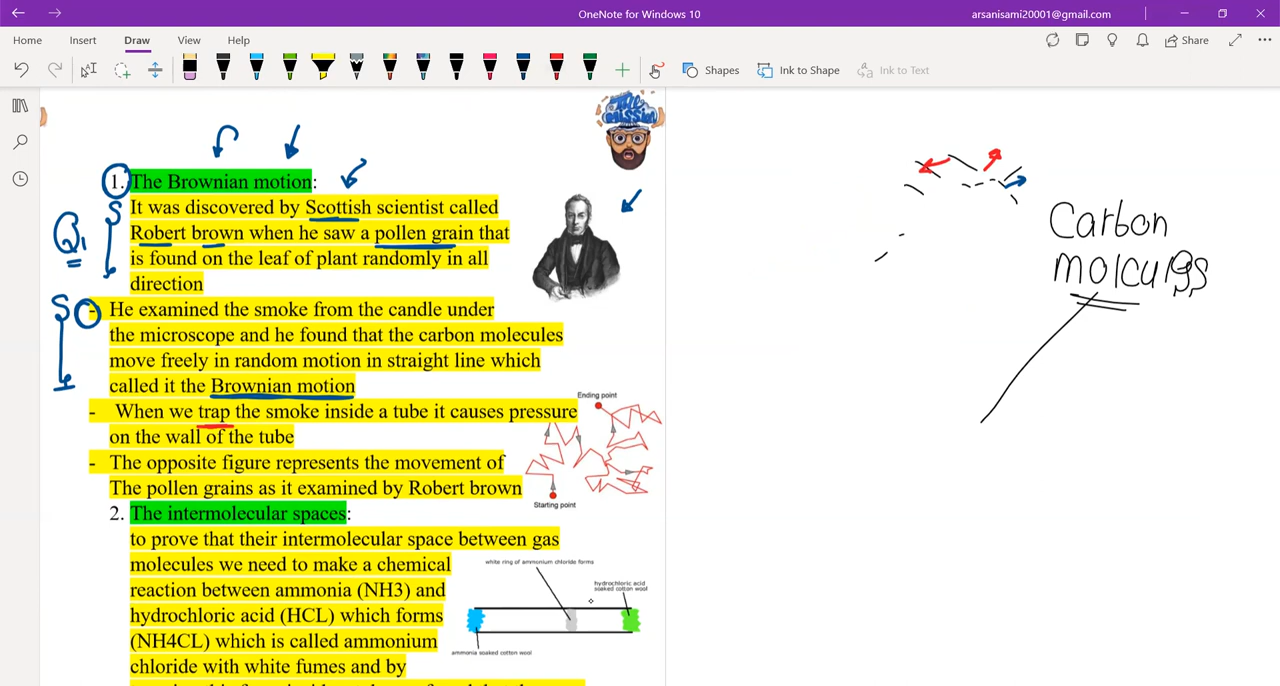 OneNote for Windows 10
arsanisami20001@gmail.com
Home
Insert
Draw
View
Help
Share
Shapes
Ink to Shape
Ink to Text
THE
MISSION
1. The Brownian motion:
It was discovered by Scottish scientist called
Robert brown when he saw a pollen grain that
is found on the leaf of plant randomly in all
direction
Q1
- He examined the smoke from the candle under
the microscope and he found that the carbon molecules
move freely in random motion in straight line which
called it the Brownian motion
- When we trap the smoke inside a tube it causes pressure
on the wall of the tube
- The opposite figure represents the movement of
The pollen grains as it examined by Robert brown
Ending point
Starting point
2. The intermolecular spaces:
to prove that their intermolecular space between gas
molecules we need to make a chemical
reaction between ammonia (NH3) and
hydrochloric acid (HCL) which forms
(NH4CL) which is called ammonium
chloride with white fumes and by
white ring of ammonium chloride forms
hydrochloric acid
soaked cotton wool
ammonia soaked cotton wool
Carbon